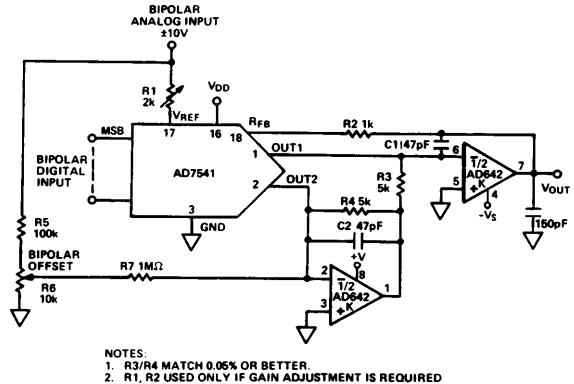 BIPOLAR
ANALOG INPUT
±10V
R1
2k
VREF
VDD
17
16
18
RFB
R2 1k
MSB
BIPOLAR
DIGITAL
INPUT
AD7541
1
OUT1
2
OUT2
3
GND
C1 47pF
R3
5k
R4 5k
C2 47pF
+V
6
5
1/2
AD642
+K
7
4
-VS
VOUT
150pF
R5
100k
BIPOLAR
OFFSET
R6
10k
R7 1MΩ
2
3
8
1/2
AD642
+K
1
NOTES:
1. R3/R4 MATCH 0.05% OR BETTER.
2. R1, R2 USED ONLY IF GAIN ADJUSTMENT IS REQUIRED